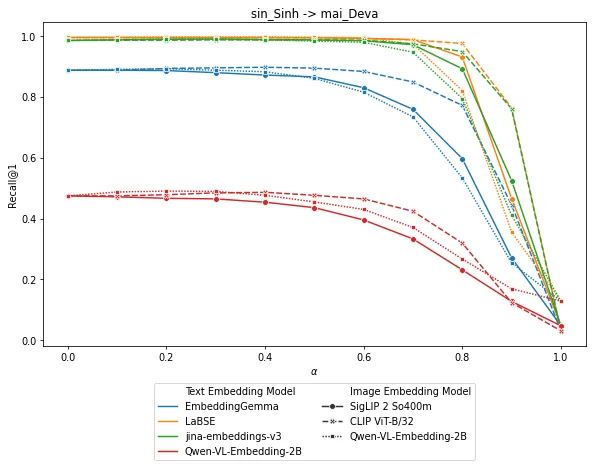 sin_Sinh -> mai_Deva
Recall@1
1.0
0.8
0.6
0.4
0.2
0.0
0.0 0.2 0.4 0.6 0.8 1.0
α
Text Embedding Model
EmbeddingGemma
LaBSE
jina-embeddings-v3
Qwen-VL-Embedding-2B
Image Embedding Model
SigLIP 2 So400m
CLIP ViT-B/32
Qwen-VL-Embedding-2B